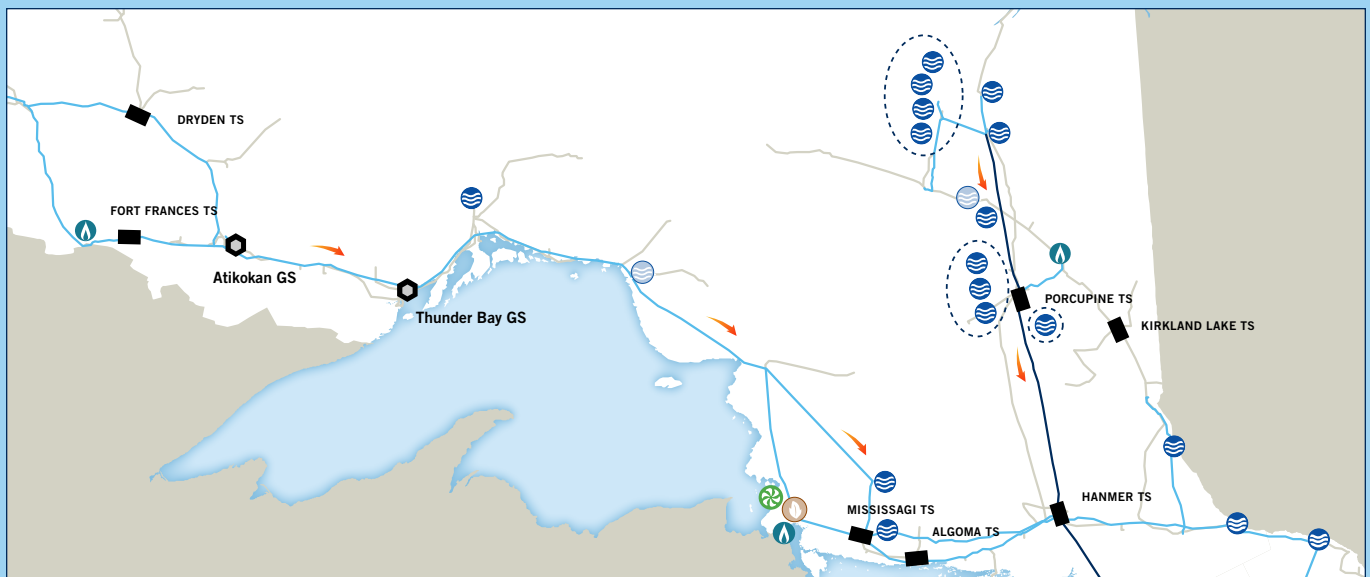 DRYDEN TS
FORT FRANCES TS
Atikokan GS
Thunder Bay GS
PORCUPINE TS
KIRKLAND LAKE TS
HANMER TS
MISSISSAGI TS
ALGOMA TS